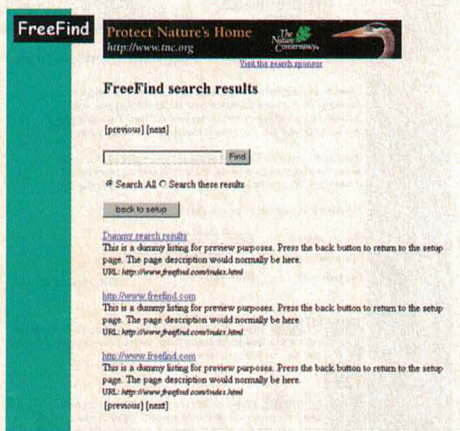 FreeFind
Protect Nature's Home
http://www.tnc.org
The
Nature
Conservancy®
Visit the search sponsor
FreeFind search results
[previous] [next]
Find
Search All Search these results
back to setup
Dummy search results
This is a dummy listing for preview purposes. Press the back button to return to the setup
page. The page description would normally be here.
URL: http://www.freefind.com/index.html
http://www.freefind.com
This is a dummy listing for preview purposes. Press the back button to return to the setup
page. The page description would normally be here.
URL: http://www.freefind.com/index.html
http://www.freefind.com
This is a dummy listing for preview purposes. Press the back button to return to the setup
page. The page description would normally be here.
URL: http://www.freefind.com/index.html
[previous] [next]